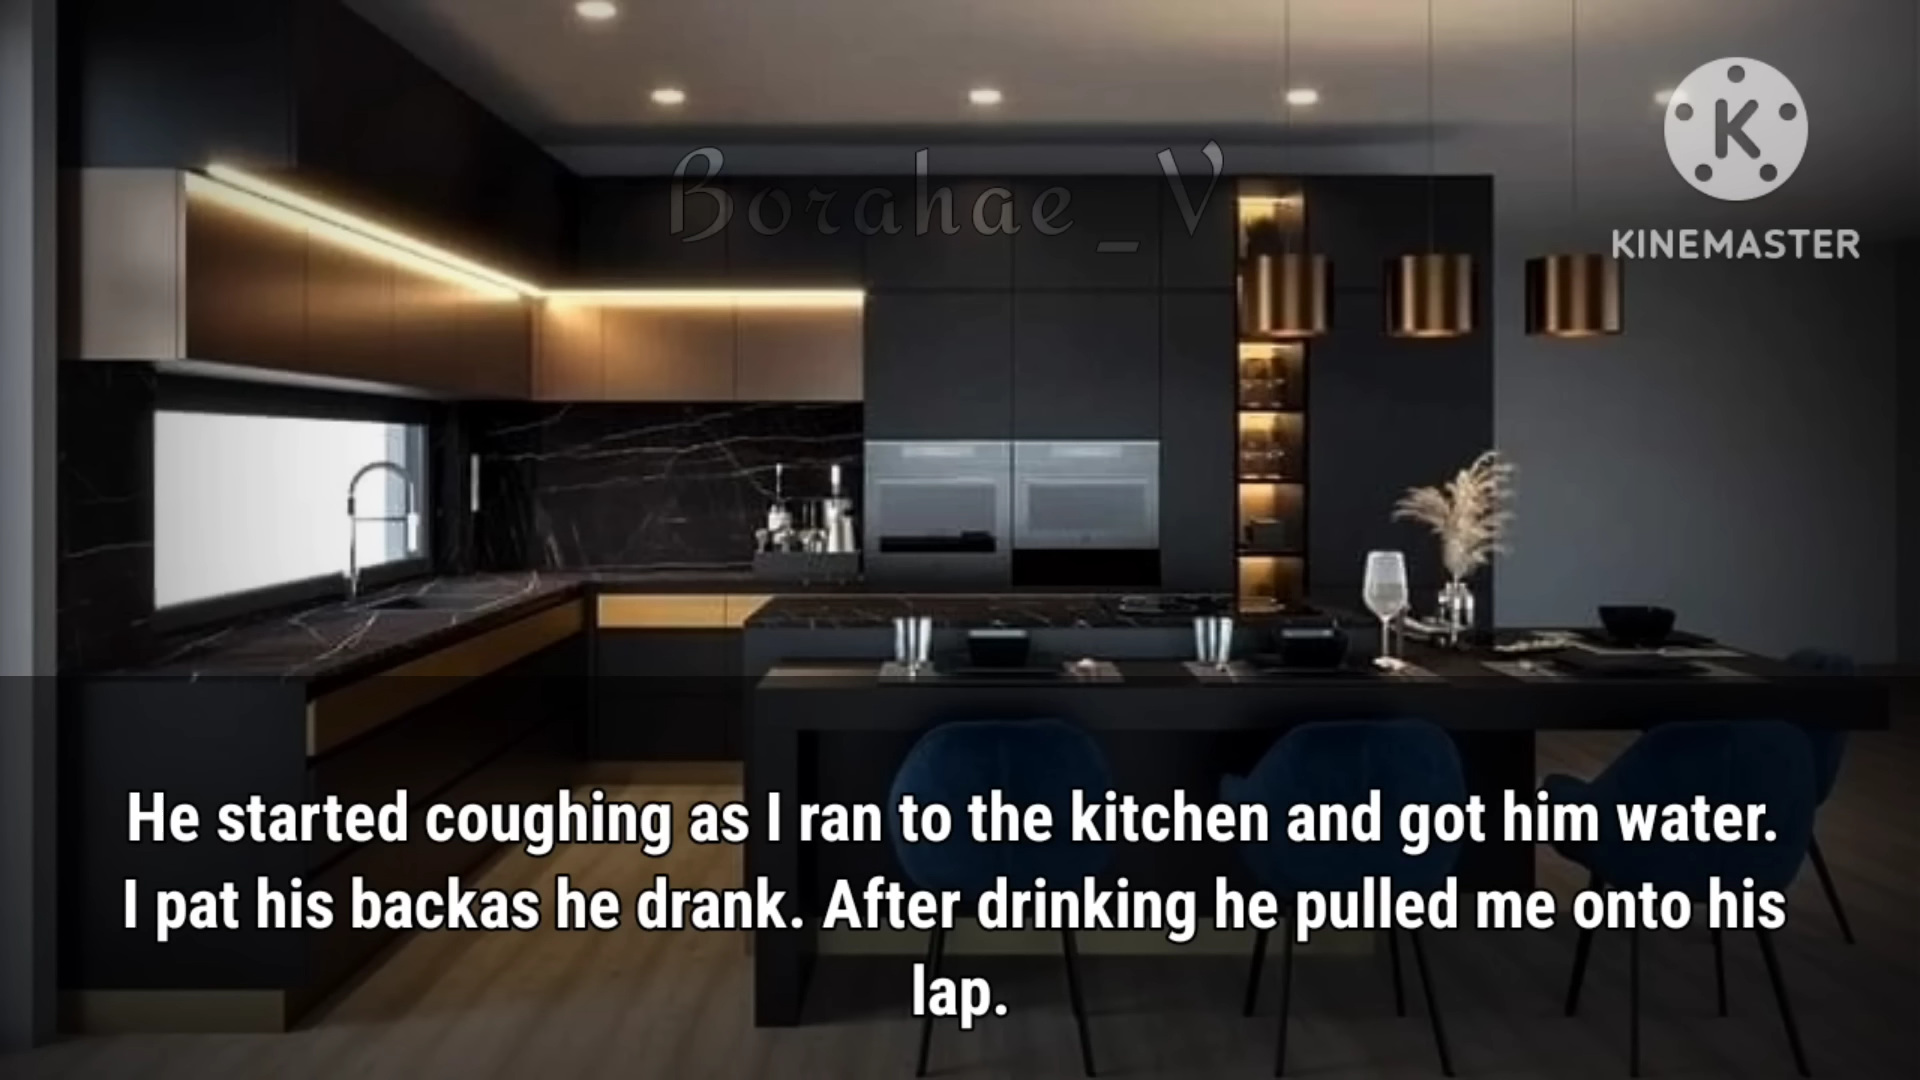 Borahae_V
K
KINEMASTER
He started coughing as I ran to the kitchen and got him water.
I pat his backas he drank. After drinking he pulled me onto his
lap.